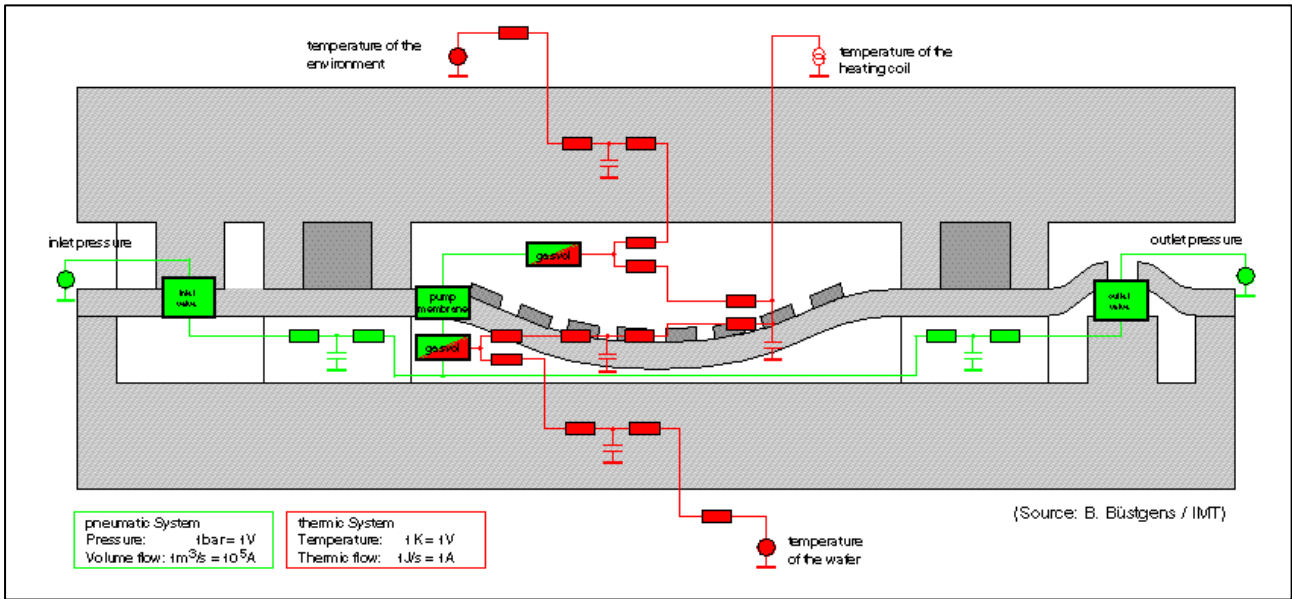 temperature of the
environment
temperature of the
heating coil
inlet pressure
outlet pressure
gasvol
inlet
valve
pump
membrane
outlet
valve
gasvol
pneumatic System
Pressure: 1bar= 1V
Volume flow: 1m³/s = 10⁵A
thermic System
Temperature: 1K= 1V
Thermic flow: 1J/s = 1A
(Source: B. Büstgens / IMT)
temperature
of the wafer